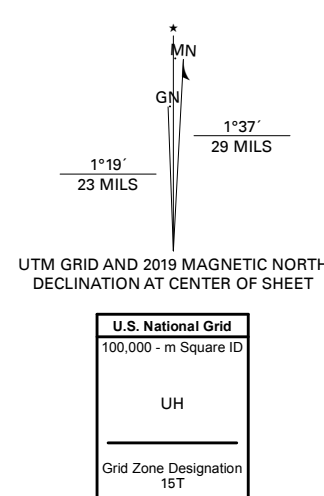 ★
MN
GN
1°37´
29 MILS
1°19´
23 MILS
UTM GRID AND 2019 MAGNETIC NORTH
DECLINATION AT CENTER OF SHEET
U.S. National Grid
100,000 - m Square ID
UH
Grid Zone Designation
15T